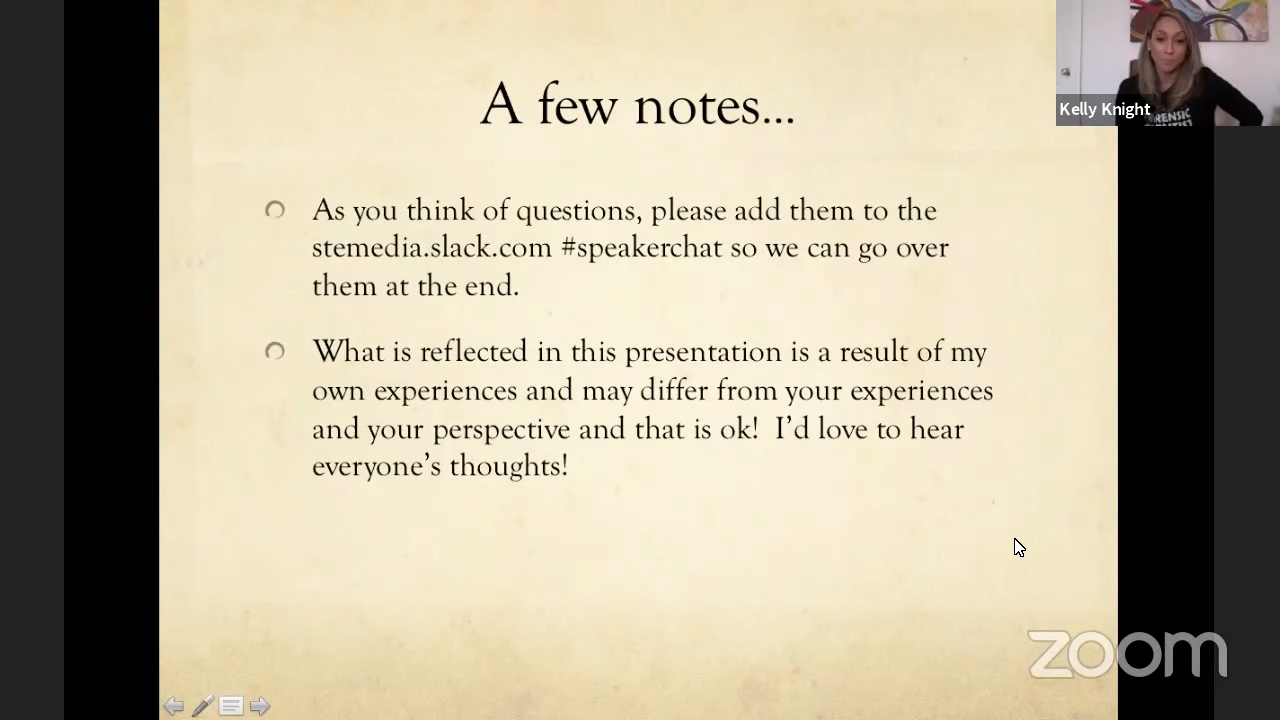 A few notes...
Kelly Knight
As you think of questions, please add them to the
stemedia.slack.com #speakerchat so we can go over
them at the end.
What is reflected in this presentation is a result of my
own experiences and may differ from your experiences
and your perspective and that is ok!  I’d love to hear
everyone’s thoughts!
zoom